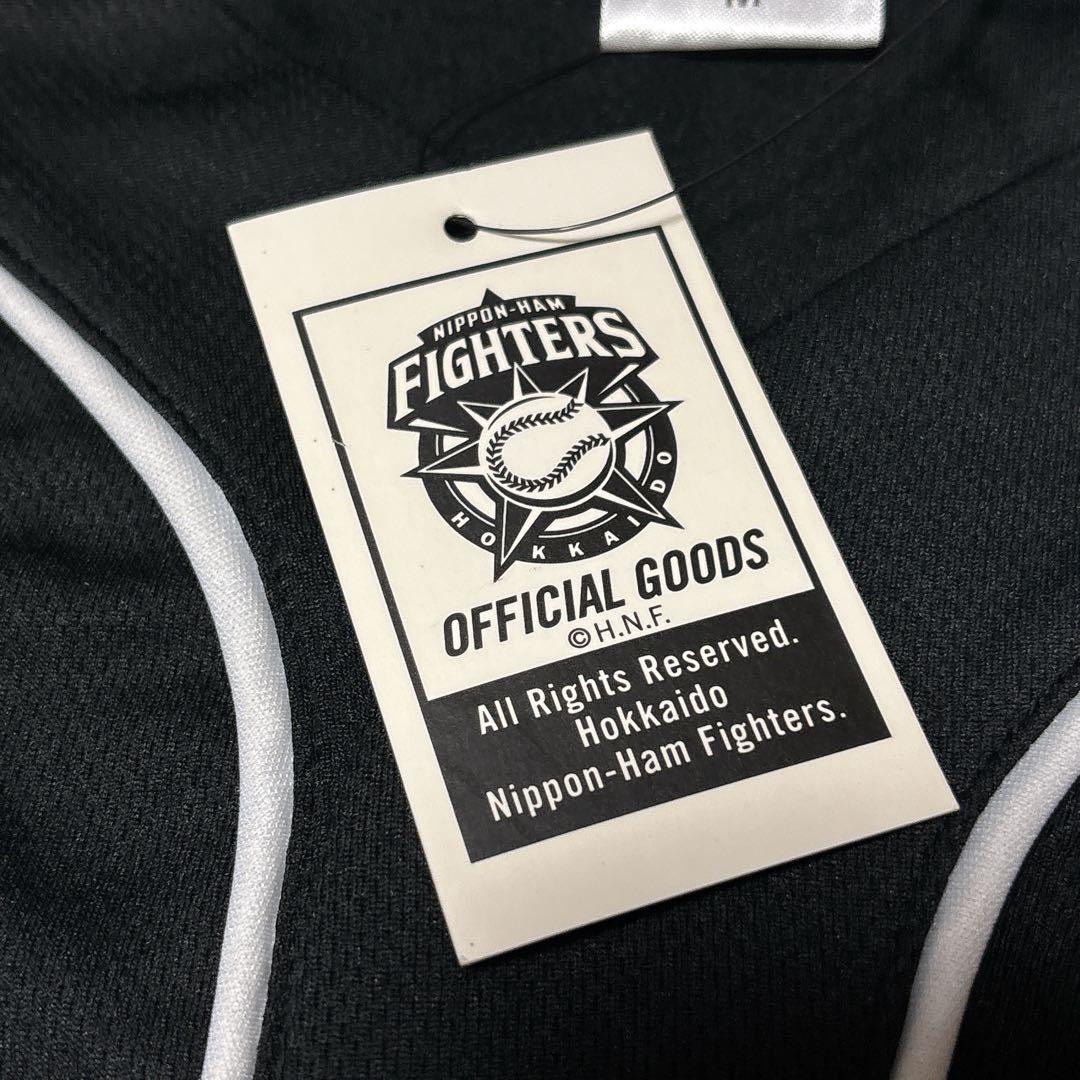 NIPPON-HAM
FIGHTERS
HOKKAIDO
OFFICIAL GOODS
©H.N.F.
All Rights Reserved.
Hokkaido
Nippon-Ham Fighters.